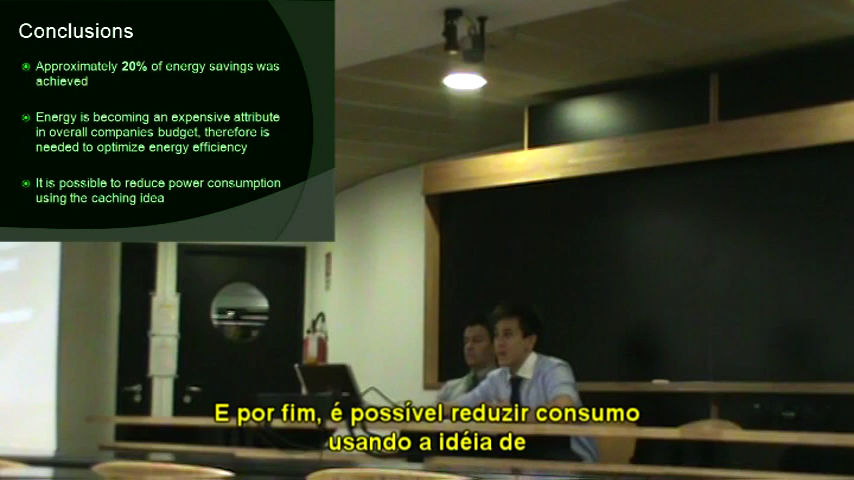 Conclusions
Approximately 20% of energy savings was
achieved
Energy is becoming an expensive attribute
in overall companies budget, therefore is
needed to optimize energy efficiency
It is possible to reduce power consumption
using the caching idea
E por fim, é possível reduzir consumo
usando a idéia de